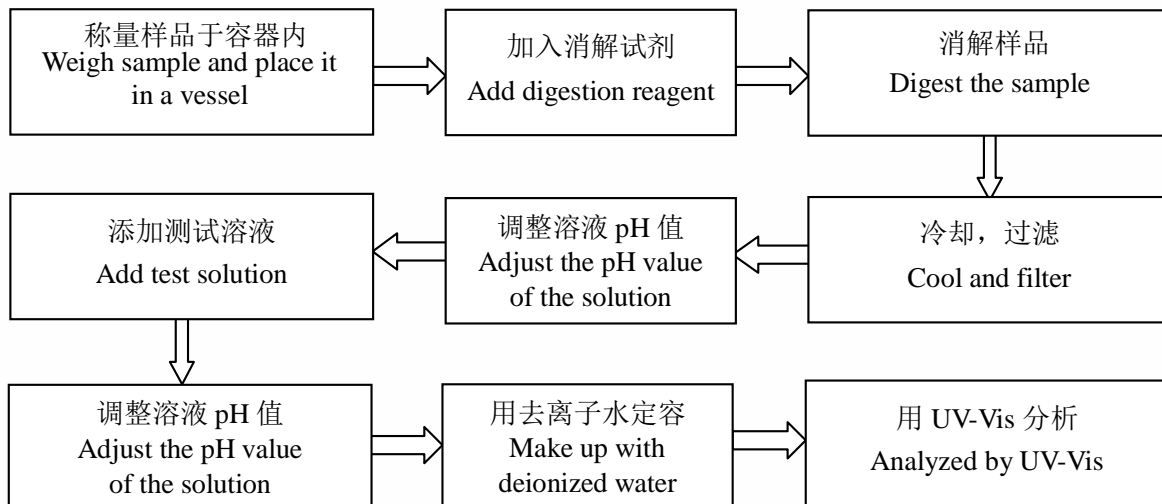 称量样品于容器内
Weigh sample and place it
in a vessel
加入消解试剂
Add digestion reagent
消解样品
Digest the sample
冷却，过滤
Cool and filter
调整溶液 pH 值
Adjust the pH value
of the solution
添加测试溶液
Add test solution
调整溶液 pH 值
Adjust the pH value
of the solution
用去离子水定容
Make up with
deionized water
用 UV-Vis 分析
Analyzed by UV-Vis